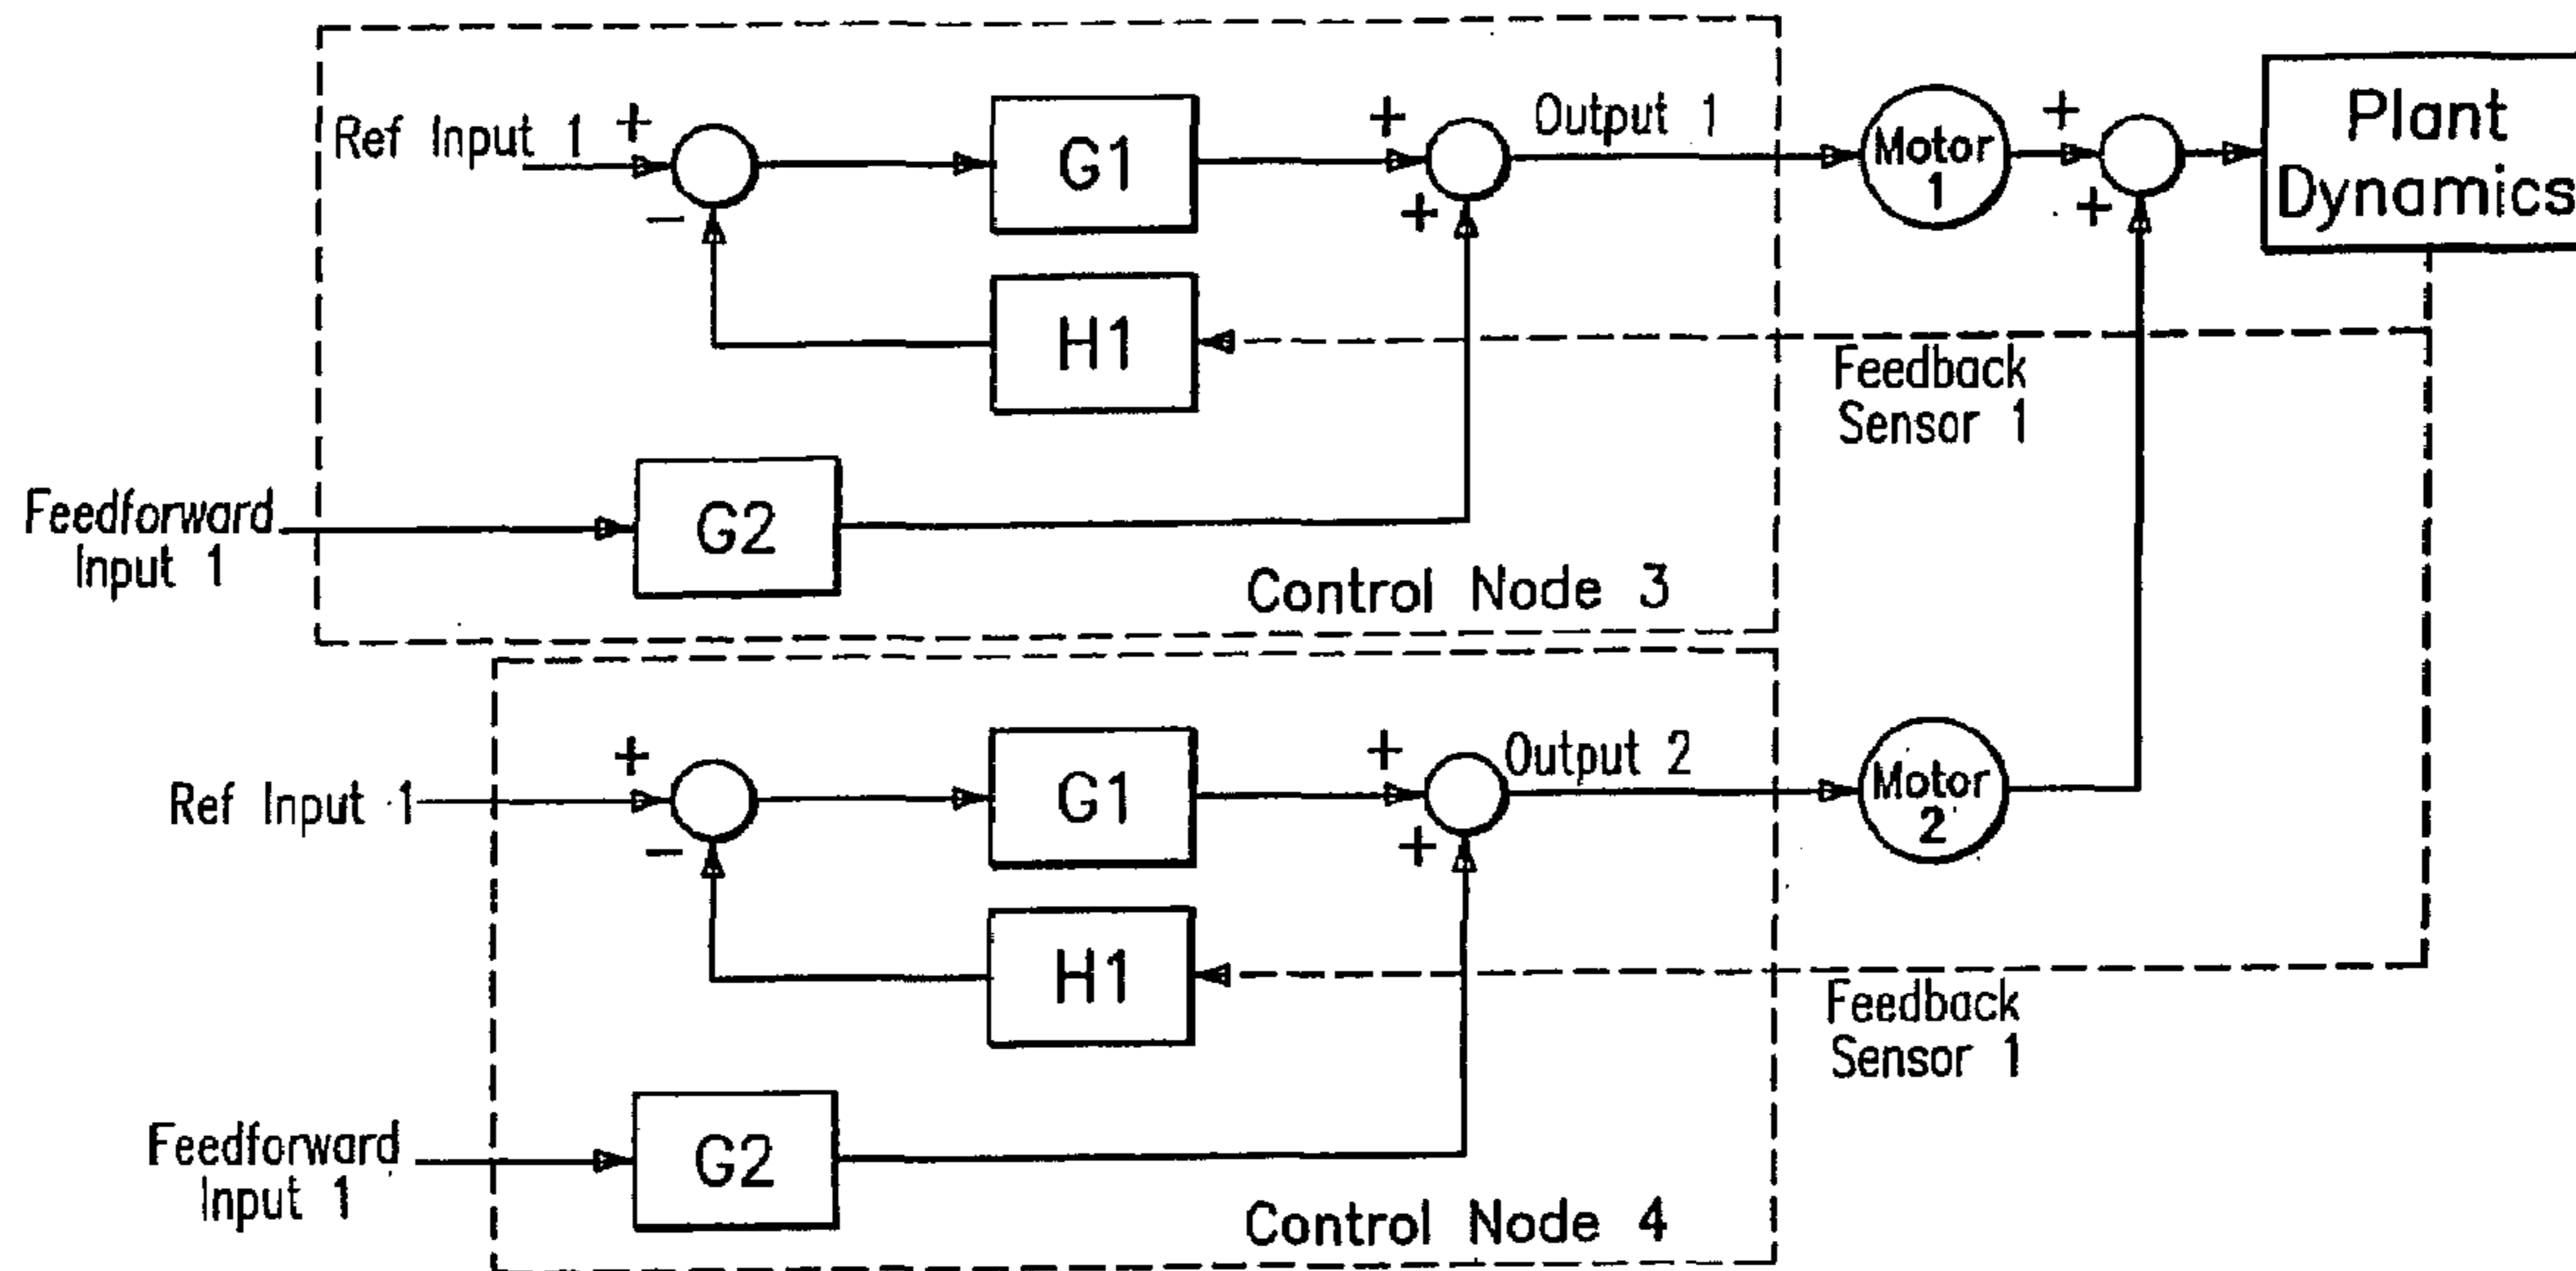 Ref Input 1
+
−
G1
+
+
Output 1
Motor
1
+
+
Plant
Dynamics
H1
Feedback
Sensor 1
Feedforward
Input 1
G2
Control Node 3
Ref Input 1
+
−
G1
+
+
Output 2
Motor
2
H1
Feedback
Sensor 1
Feedforward
Input 1
G2
Control Node 4